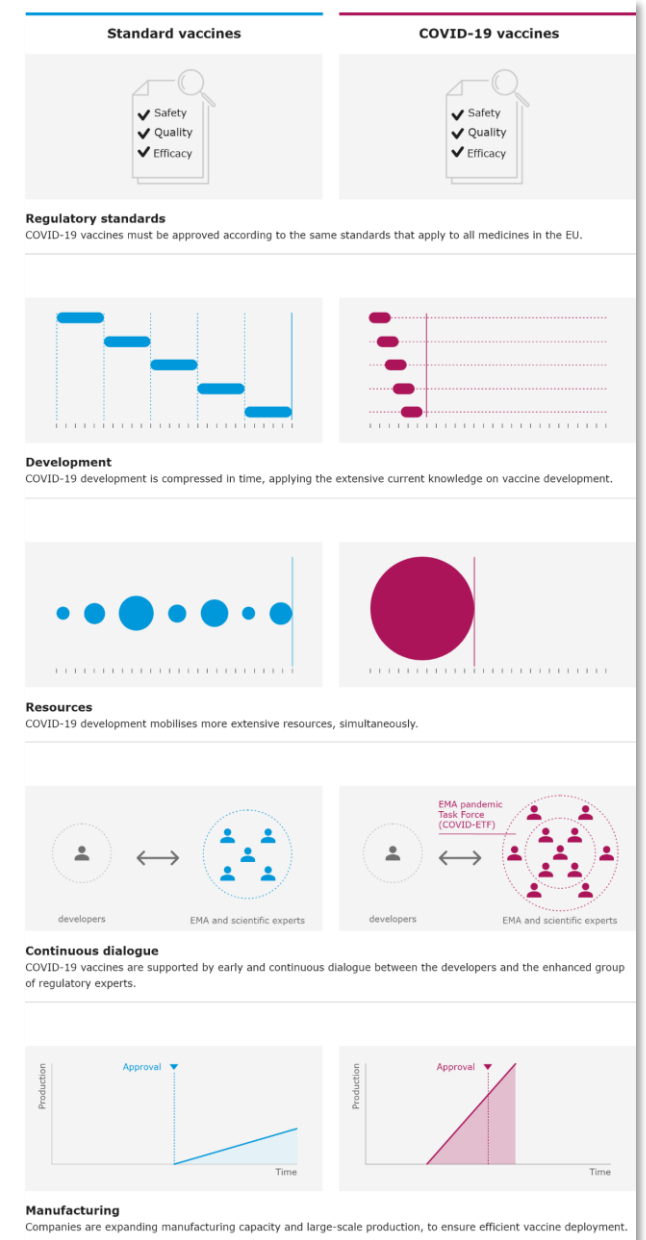 Standard vaccines
COVID-19 vaccines
Safety
Quality
Efficacy
Safety
Quality
Efficacy
Regulatory standards
COVID-19 vaccines must be approved according to the same standards that apply to all medicines in the EU.
Development
COVID-19 development is compressed in time, applying the extensive current knowledge on vaccine development.
Resources
COVID-19 development mobilises more extensive resources, simultaneously.
developers
EMA and scientific experts
EMA pandemic
Task Force
(COVID-ETF)
developers
EMA and scientific experts
Continuous dialogue
COVID-19 vaccines are supported by early and continuous dialogue between the developers and the enhanced group
of regulatory experts.
Production
Approval
Time
Production
Approval
Time
Manufacturing
Companies are expanding manufacturing capacity and large-scale production, to ensure efficient vaccine deployment.